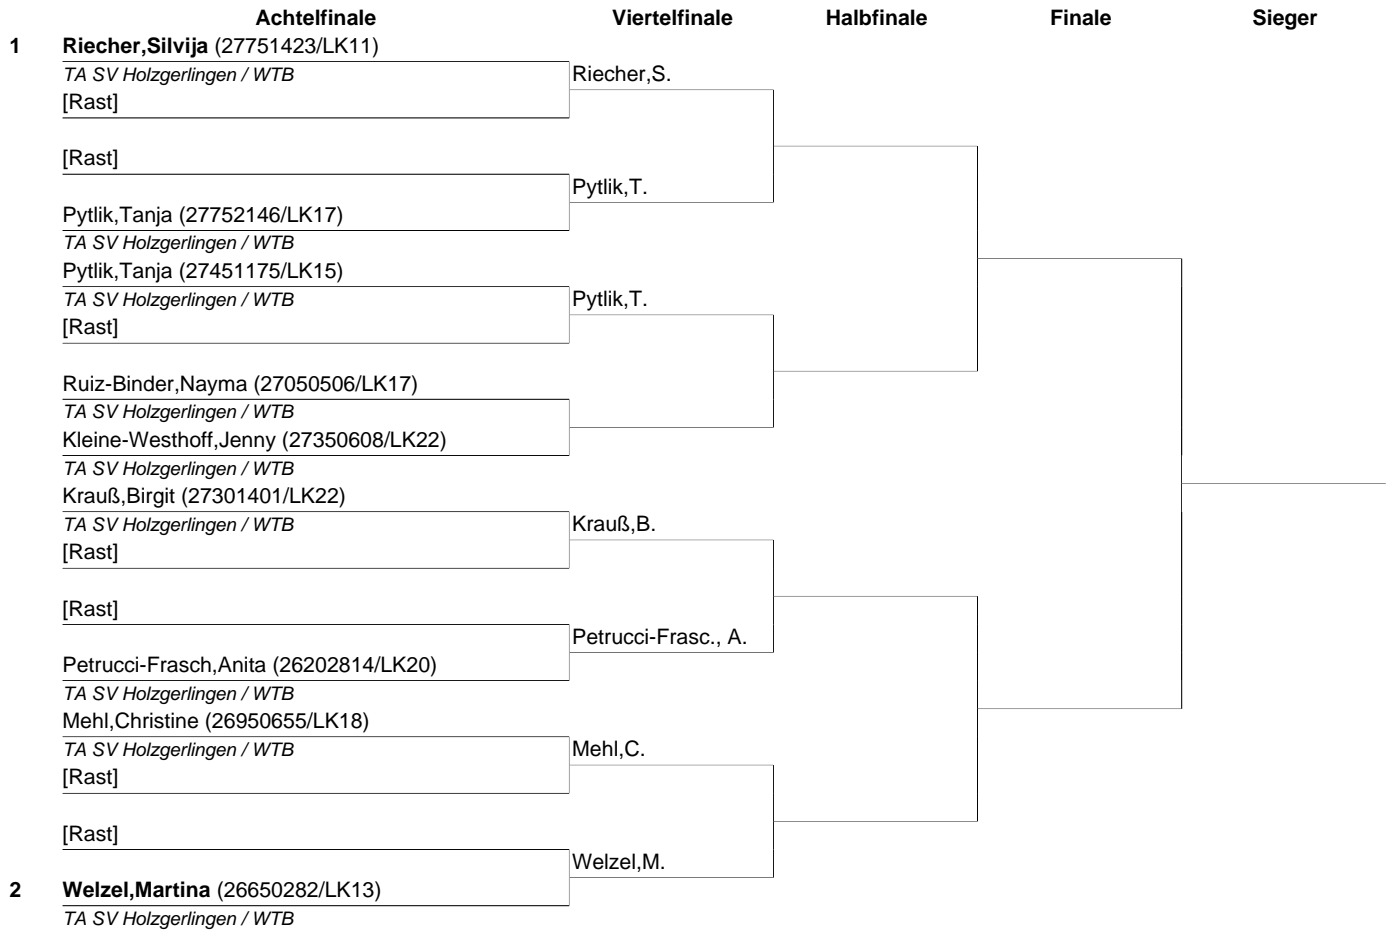 Achtelfinale Viertelfinale Halbfinale Finale Sieger
1 Riecher,Silvija (27751423/LK11)
TA SV Holzgerlingen / WTB Riecher,S.
[Rast]
[Rast]
Pytlik,T.
Pytlik,Tanja (27752146/LK17)
TA SV Holzgerlingen / WTB
Pytlik,Tanja (27451175/LK15)
TA SV Holzgerlingen / WTB Pytlik,T.
[Rast]
Ruiz-Binder,Nayma (27050506/LK17)
TA SV Holzgerlingen / WTB
Kleine-Westhoff,Jenny (27350608/LK22)
TA SV Holzgerlingen / WTB
Krauß,Birgit (27301401/LK22)
TA SV Holzgerlingen / WTB Krauß,B.
[Rast]
[Rast]
Petrucci-Frasc., A.
Petrucci-Frasch,Anita (26202814/LK20)
TA SV Holzgerlingen / WTB
Mehl,Christine (26950655/LK18)
TA SV Holzgerlingen / WTB Mehl,C.
[Rast]
[Rast]
Welzel,M.
2 Welzel,Martina (26650282/LK13)
TA SV Holzgerlingen / WTB